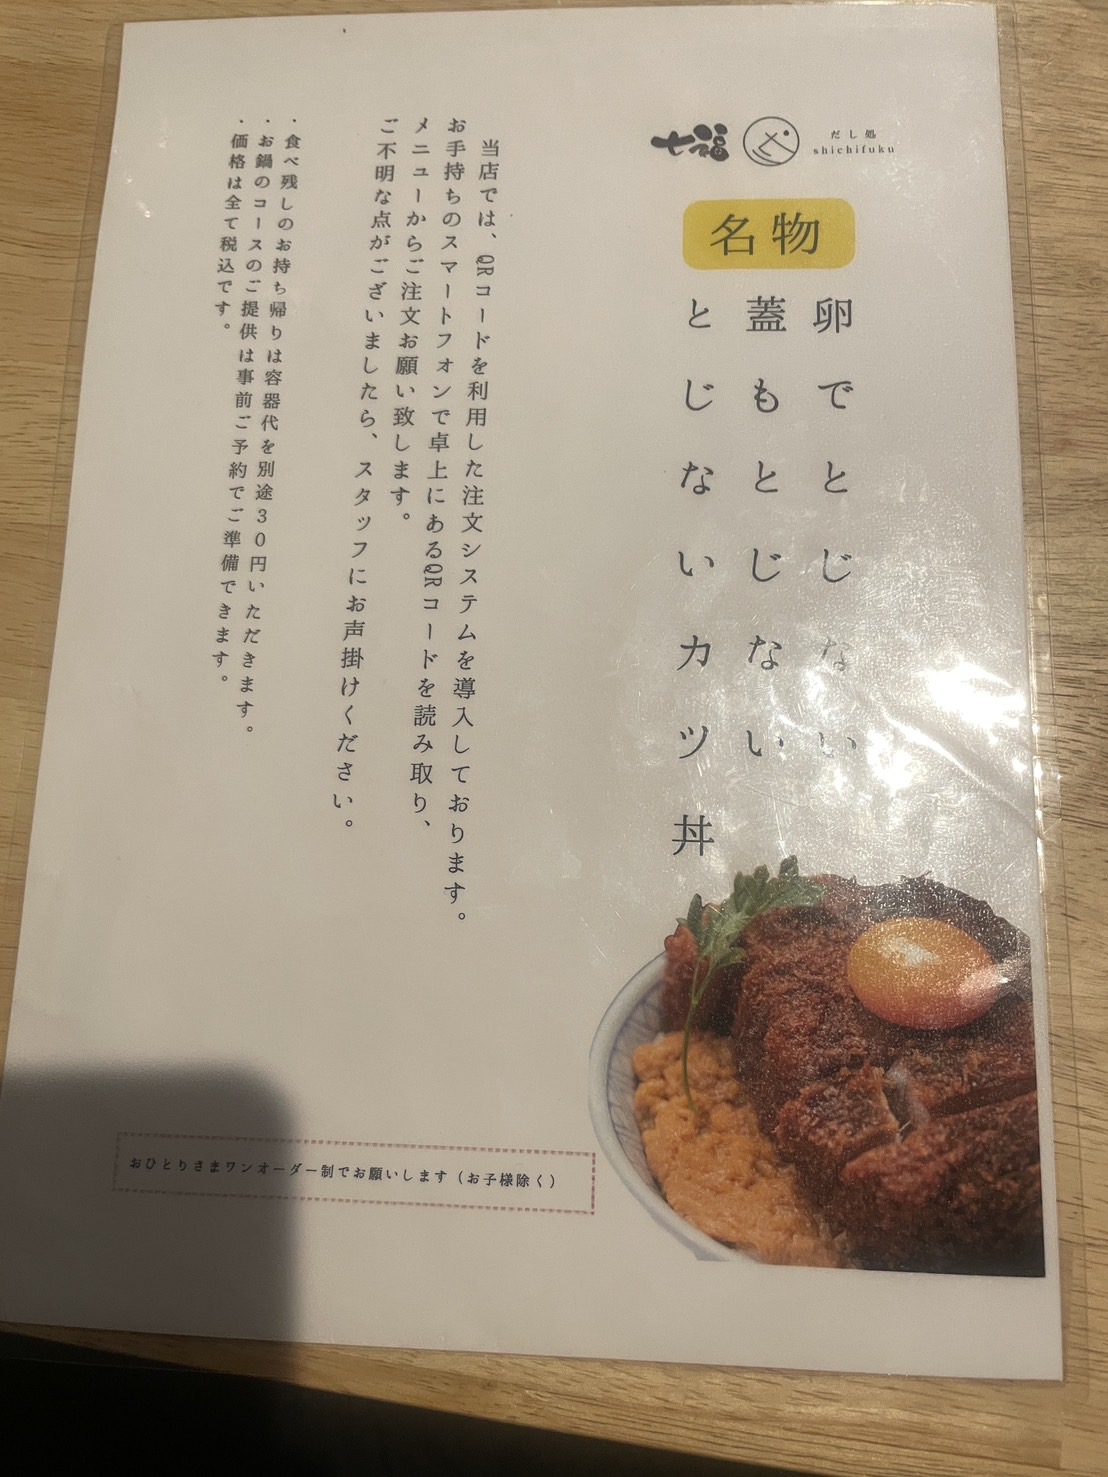 七福
だし処
shichifuku
名物
卵でとじない
蓋もとじない
とじないカツ丼
当店では、QRコードを利用した注文システムを導入しております。
お手持ちのスマートフォンで卓上にあるQRコードを読み取り、
メニューからご注文お願い致します。
ご不明な点がございましたら、スタッフにお声掛けください。
・食べ残しのお持ち帰りは容器代を別途30円いただきます。
・お鍋のコースのご提供は事前ご予約でご準備できます。
・価格は全て税込です。
おひとりさまワンオーダー制でお願いします（お子様除く）